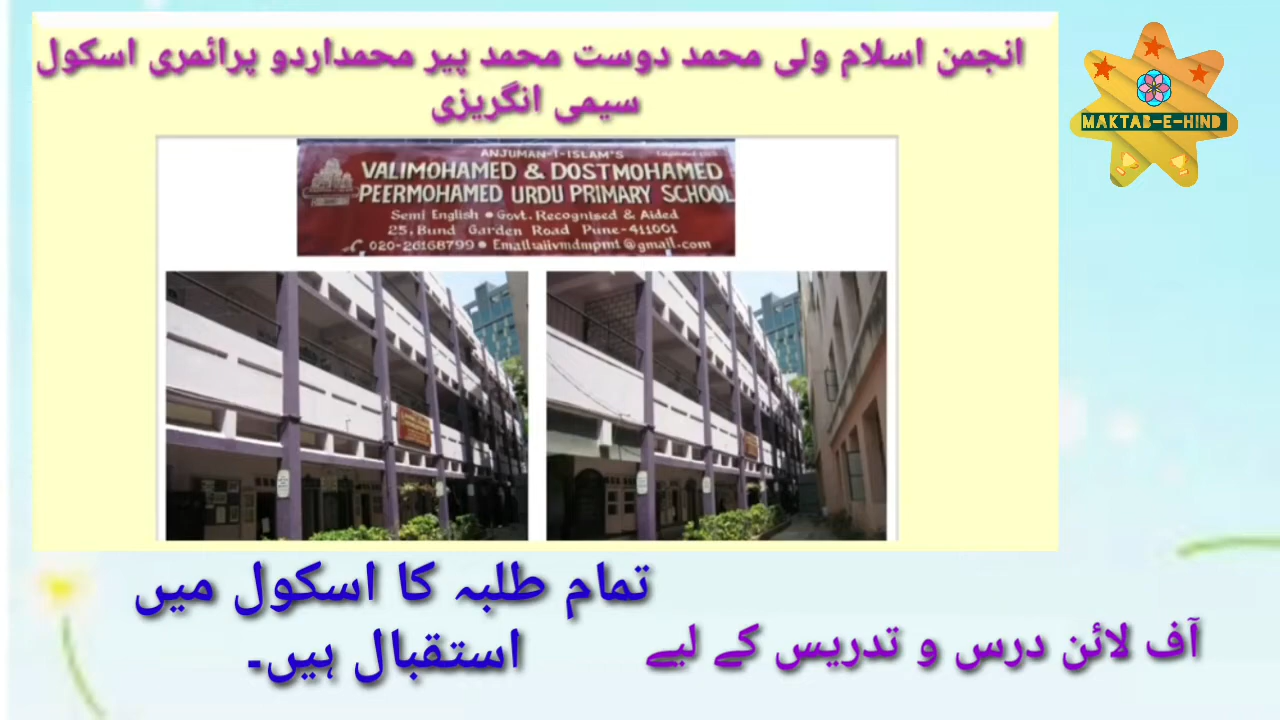 انجمن اسلام ولی محمد دوست محمد پیر محمداردو پرائمری اسکول
سیمی انگریزی
MAKTAB-E-HIND
ANJUMAN-I-ISLAM'S
VALIMOHAMED & DOSTMOHAMED
PEERMOHAMED URDU PRIMARY SCHOOL
Semi English • Govt. Recognised & Aided
25, Bund Garden Road Pune-411001
020-26168799 • Email:aiivmdmpm1@gmail.com
تمام طلبہ کا اسکول میں
استقبال ہیں۔
آف لائن درس و تدریس کے لیے